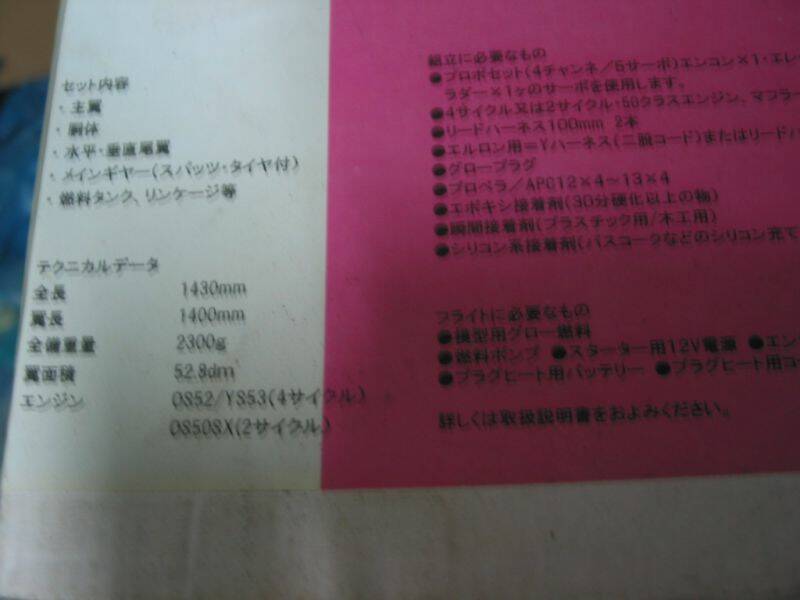 セット内容
・主翼
・胴体
・水平・垂直尾翼
・メインギヤー(スパッツ・タイヤ付)
・燃料タンク、リンケージ等
テクニカルデータ
全長 1430mm
翼長 1400mm
全備重量 2300g
翼面積 52.8dm
エンジン OS52/YS53(4サイクル)
OS50SX(2サイクル)
組立に必要なもの
●プロポセット(4チャンネ/5サーボ)エンコン×1・エレ
ラダー×1ヶのサーボを使用します。
●4サイクル又は2サイクル・50クラスエンジン、マフラー
●リードハーネス100mm 2本
●エルロン用=Yハーネス(二股コード)またはリードハ
●グロープラグ
●プロペラ/APC12×4~13×4
●エポキシ接着剤(30分硬化以上の物)
●瞬間接着剤(プラスチック用/木工用)
●シリコン系接着剤(バスコークなどのシリコン充て
フライトに必要なもの
●模型用グロー燃料
●燃料ポンプ ●スターター用12V電源 ●エン
●プラグヒート用バッテリー ●プラグヒート用コ
詳しくは取扱説明書をおよみください。